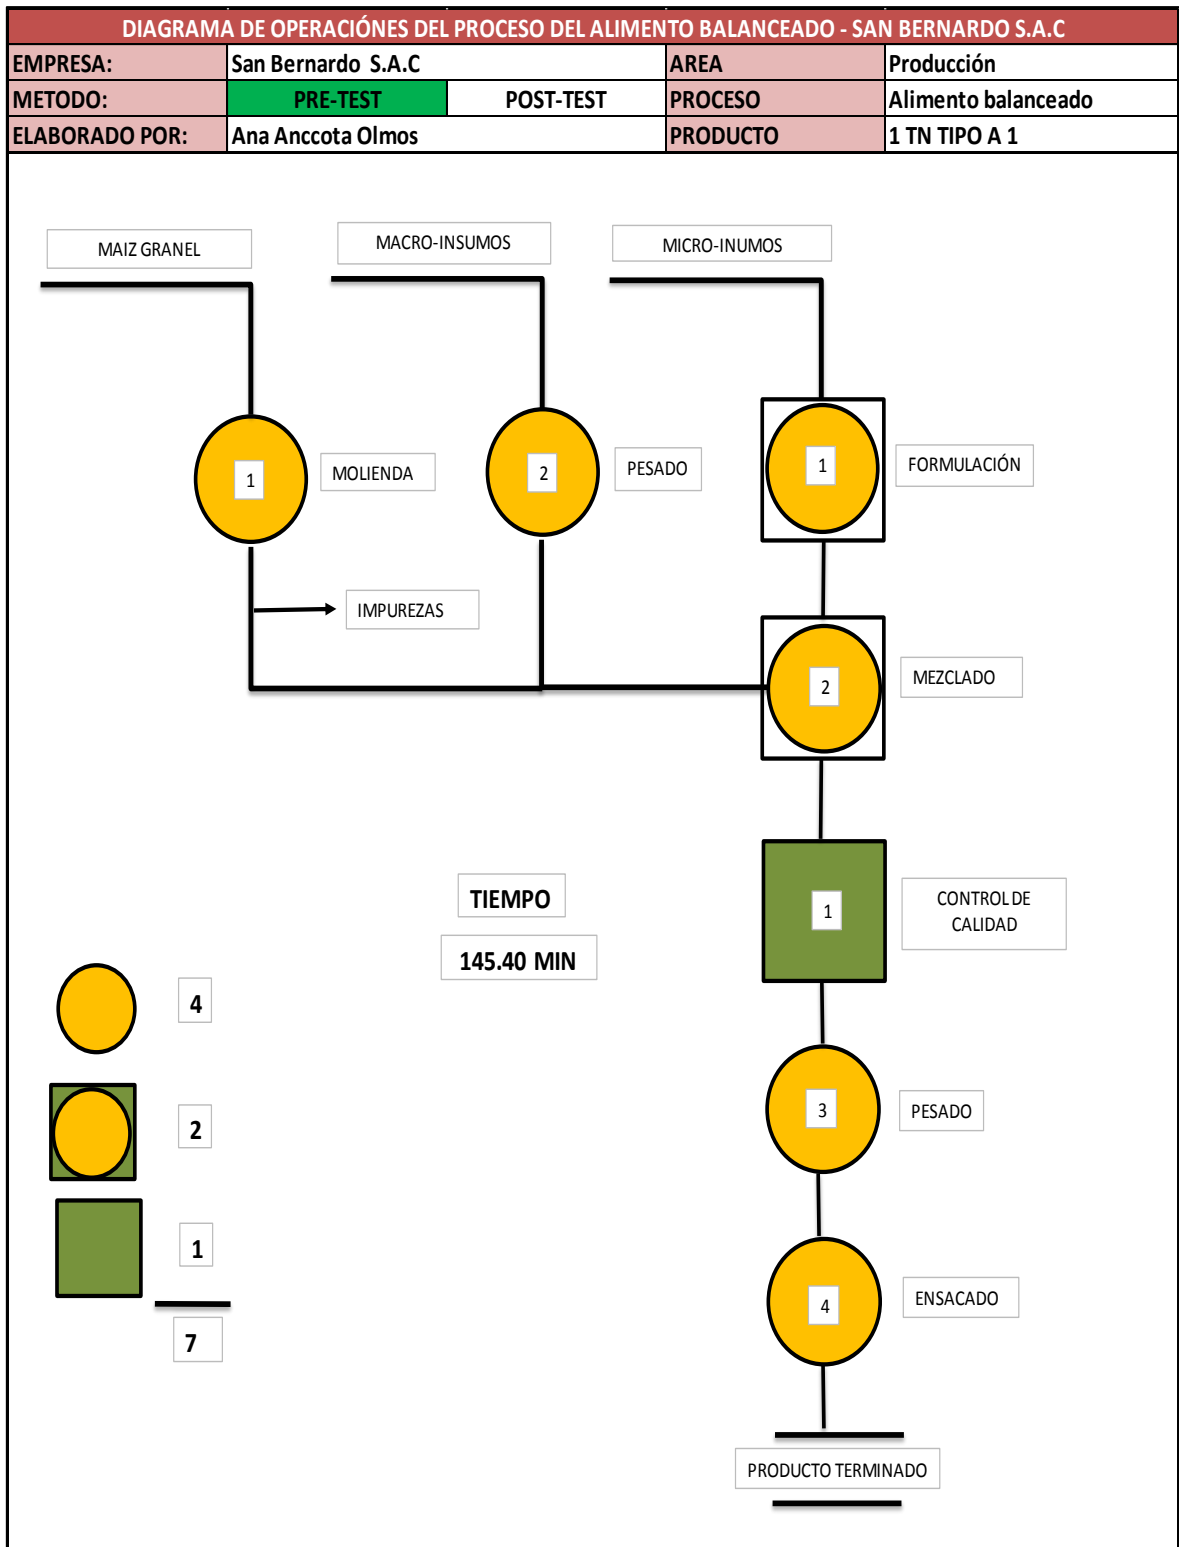 DIAGRAMA DE OPERACIÓNES DEL PROCESO DEL ALIMENTO BALANCEADO - SAN BERNARDO S.A.C
EMPRESA: San Bernardo S.A.C AREA Producción
METODO: PRE-TEST POST-TEST PROCESO Alimento balanceado
ELABORADO POR: Ana Anccota Olmos PRODUCTO 1 TN TIPO A 1
MAIZ GRANEL MACRO-INSUMOS MICRO-INUMOS
1 MOLIENDA 2 PESADO 1 FORMULACIÓN
IMPUREZAS
2 MEZCLADO
TIEMPO
145.40 MIN
1 CONTROL DE
CALIDAD
4
2
1
7
3 PESADO
4 ENSACADO
PRODUCTO TERMINADO